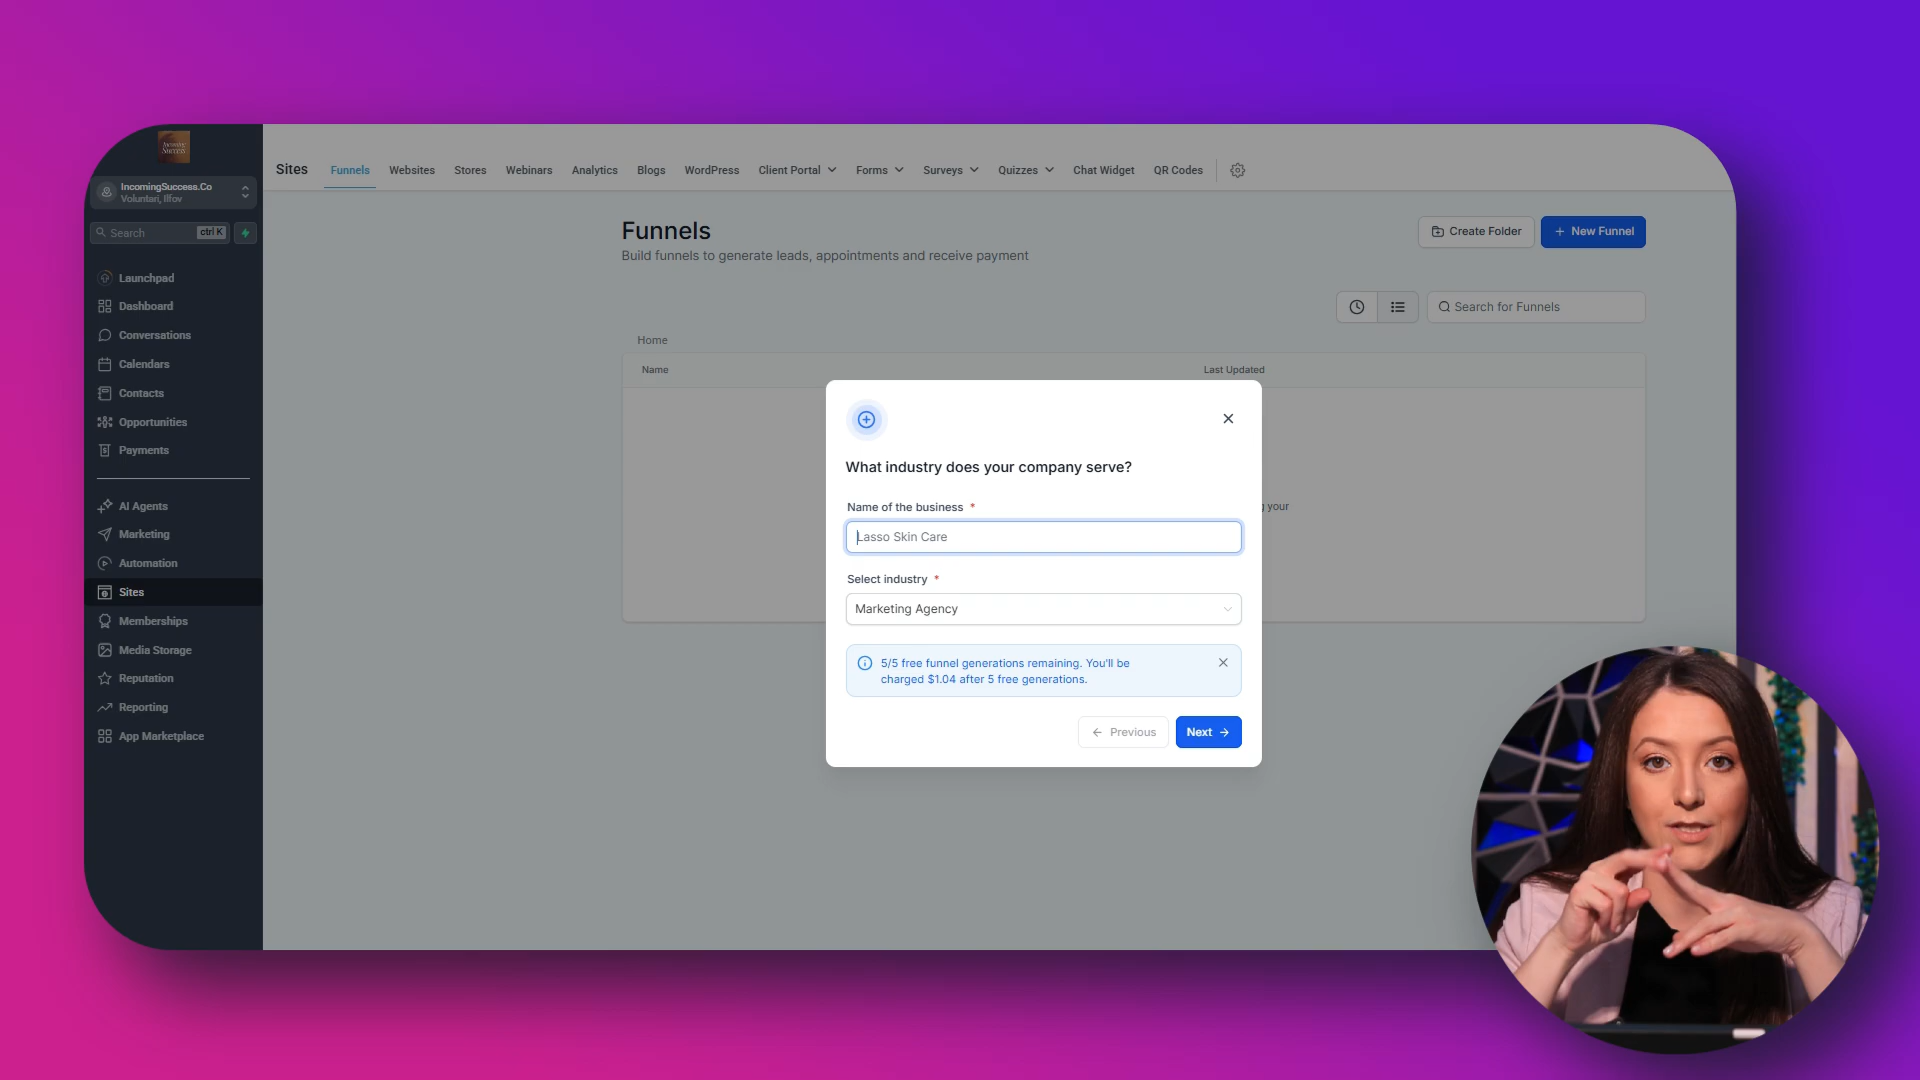 Incoming
Success
IncomingSuccess.Co
Voluntari, Ilfov
Search
ctrl K
Launchpad
Dashboard
Conversations
Calendars
Contacts
Opportunities
Payments
AI Agents
Marketing
Automation
Sites
Memberships
Media Storage
Reputation
Reporting
App Marketplace
Sites
Funnels
Websites
Stores
Webinars
Analytics
Blogs
WordPress
Client Portal
Forms
Surveys
Quizzes
Chat Widget
QR Codes
Funnels
Build funnels to generate leads, appointments and receive payment
Create Folder
+ New Funnel
Search for Funnels
Home
Name
Last Updated
your
What industry does your company serve?
Name of the business *
Lasso Skin Care
Select industry *
Marketing Agency
5/5 free funnel generations remaining. You'll be
charged $1.04 after 5 free generations.
← Previous
Next →